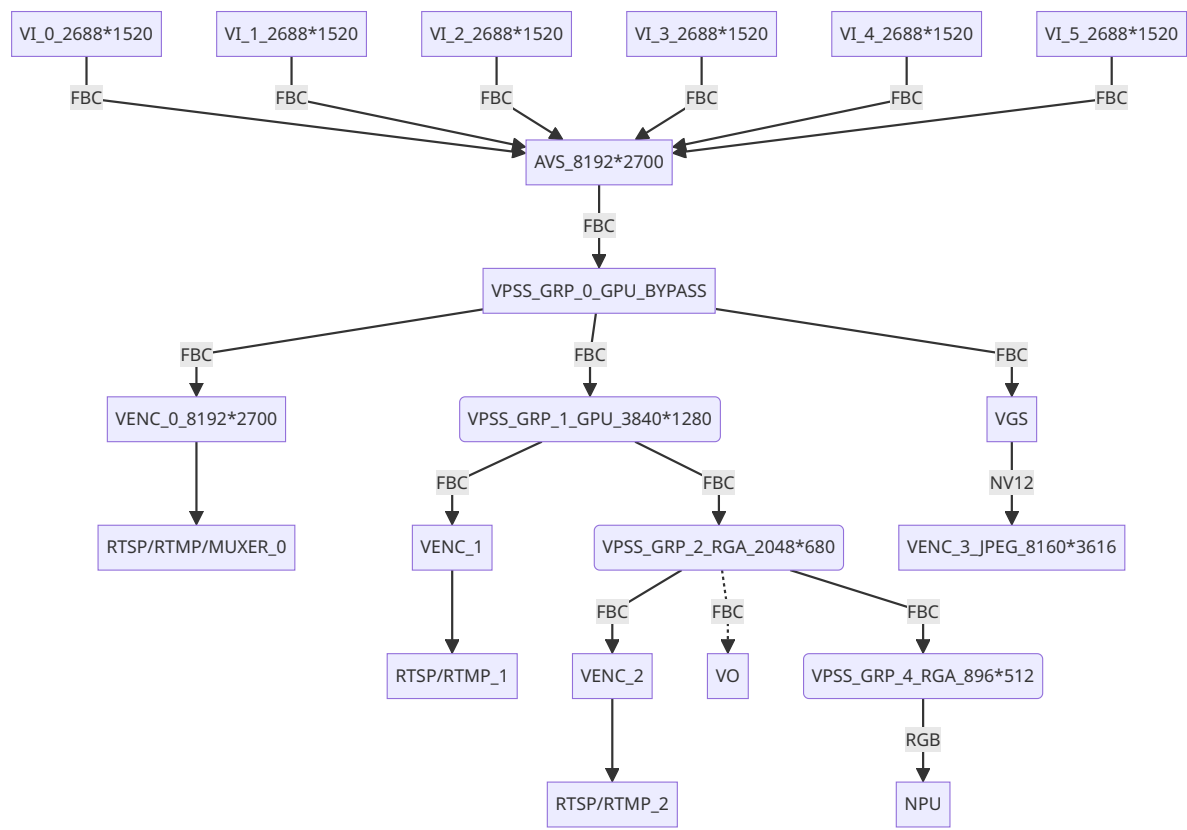 VI_0_2688*1520
VI_1_2688*1520
VI_2_2688*1520
VI_3_2688*1520
VI_4_2688*1520
VI_5_2688*1520
FBC
FBC
FBC
FBC
FBC
FBC
AVS_8192*2700
FBC
VPSS_GRP_0_GPU_BYPASS
FBC
FBC
FBC
VENC_0_8192*2700
VPSS_GRP_1_GPU_3840*1280
VGS
FBC
FBC
NV12
RTSP/RTMP/MUXER_0
VENC_1
VPSS_GRP_2_RGA_2048*680
VENC_3_JPEG_8160*3616
FBC
FBC
FBC
RTSP/RTMP_1
VENC_2
VO
VPSS_GRP_4_RGA_896*512
RGB
RTSP/RTMP_2
NPU